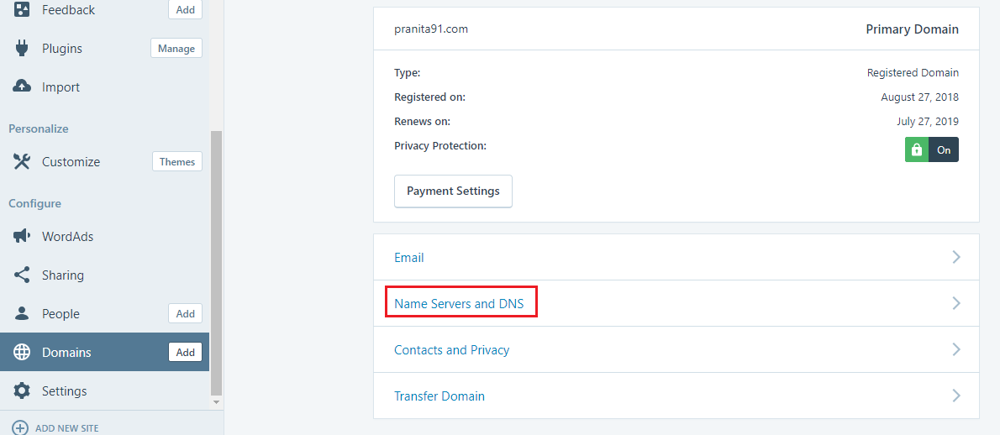 Feedback
Add
Plugins
Manage
Import
Personalize
Customize
Themes
Configure
WordAds
Sharing
People
Add
Domains
Add
Settings
ADD NEW SITE
pranita91.com
Primary Domain
Type:
Registered Domain
Registered on:
August 27, 2018
Renews on:
July 27, 2019
Privacy Protection:
On
Payment Settings
Email
Name Servers and DNS
Contacts and Privacy
Transfer Domain